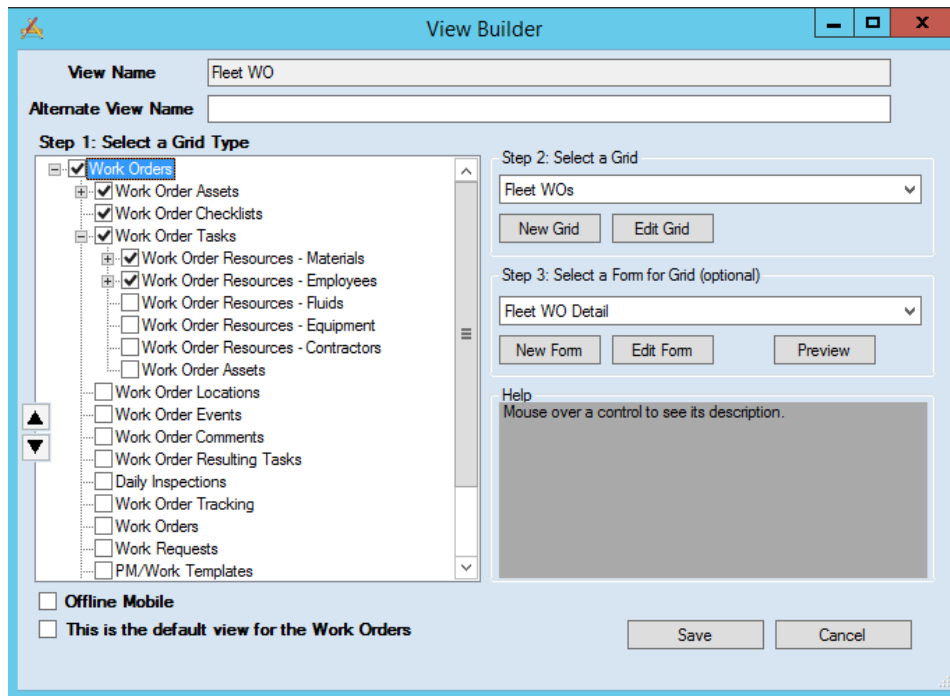 View Builder
View Name
Fleet WO
Alternate View Name
Step 1: Select a Grid Type
Work Orders
Work Order Assets
Work Order Checklists
Work Order Tasks
Work Order Resources - Materials
Work Order Resources - Employees
Work Order Resources - Fluids
Work Order Resources - Equipment
Work Order Resources - Contractors
Work Order Assets
Work Order Locations
Work Order Events
Work Order Comments
Work Order Resulting Tasks
Daily Inspections
Work Order Tracking
Work Orders
Work Requests
PM/Work Templates
Step 2: Select a Grid
Fleet WOs
New Grid Edit Grid
Step 3: Select a Form for Grid (optional)
Fleet WO Detail
New Form Edit Form Preview
Help
Mouse over a control to see its description.
Offline Mobile
This is the default view for the Work Orders
Save Cancel